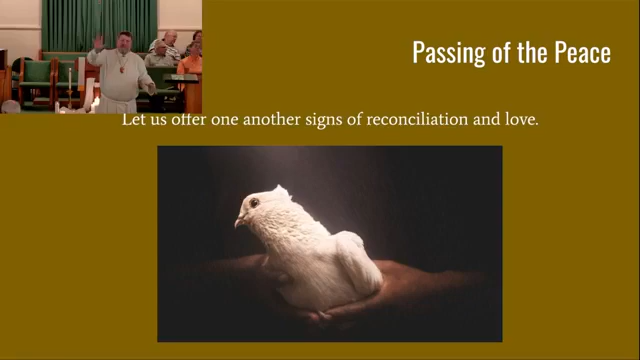 Passing of the Peace
Let us offer one another signs of reconciliation and love.